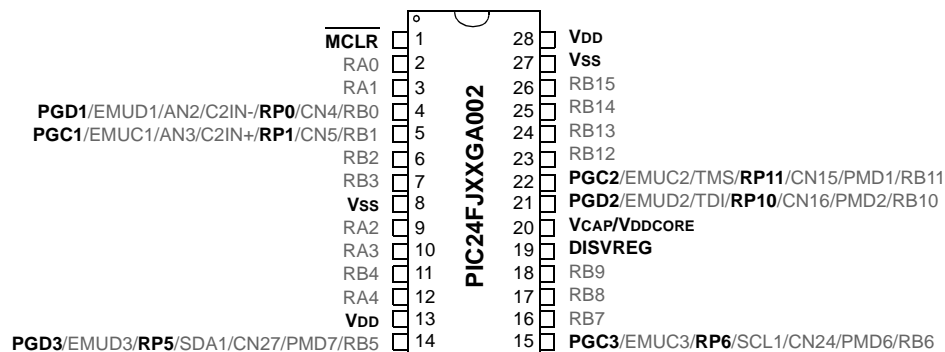 MCLR 1 28 VDD
RA0 2 27 VSS
RA1 3 26 RB15
PGD1/EMUD1/AN2/C2IN-/RP0/CN4/RB0 4 25 RB14
PGC1/EMUC1/AN3/C2IN+/RP1/CN5/RB1 5 24 RB13
RB2 6 23 RB12
RB3 7 22 PGC2/EMUC2/TMS/RP11/CN15/PMD1/RB11
Vss 8 21 PGD2/EMUD2/TDI/RP10/CN16/PMD2/RB10
RA2 9 20 VCAP/VDDCORE
RA3 10 19 DISVREG
RB4 11 18 RB9
RA4 12 17 RB8
VDD 13 16 RB7
PGD3/EMUD3/RP5/SDA1/CN27/PMD7/RB5 14 15 PGC3/EMUC3/RP6/SCL1/CN24/PMD6/RB6
PIC24FJXXGA002